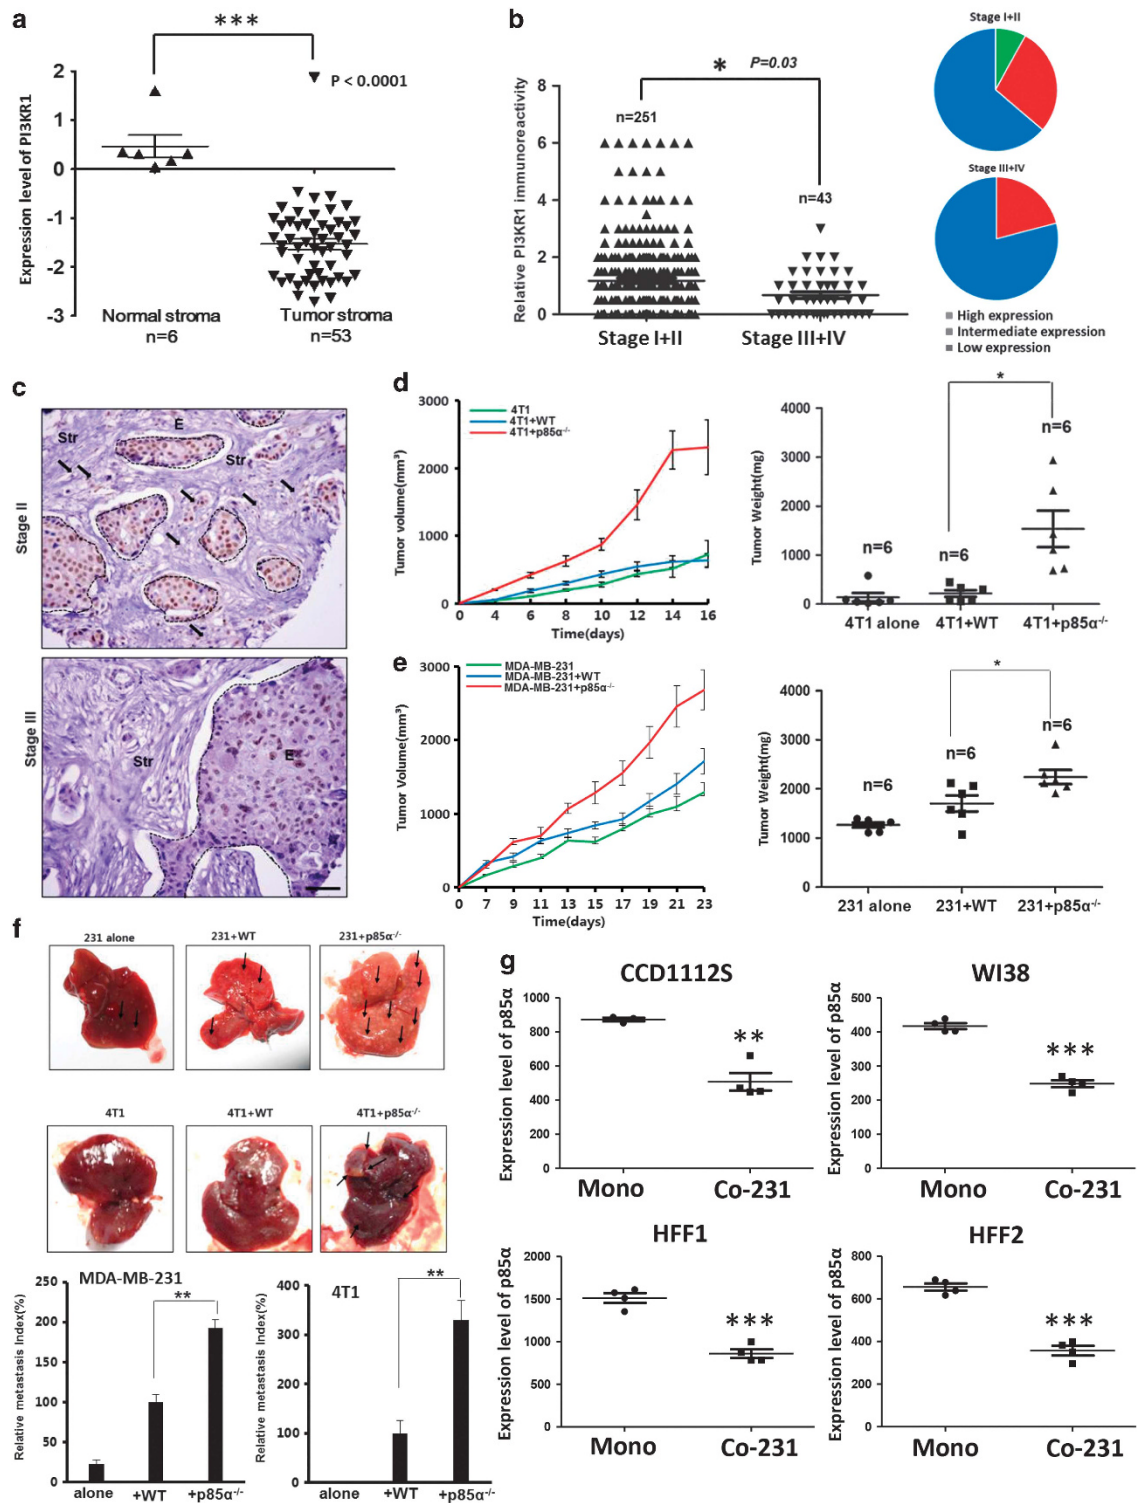 a
***
P < 0.0001
Expression level of PI3KR1
2
1
0
-1
-2
-3
Normal stroma
n=6
Tumor stroma
n=53
b
* P=0.03
Relative PI3KR1 immunoreactivity
8
6
4
2
0
n=251
n=43
Stage I+II
Stage III+IV
Stage I+II
Stage III+IV
High expression
Intermediate expression
Low expression
c
Stage II
Str
E
Str
Stage III
Str
E
d
Tumor volume(mm³)
3000
2000
1000
0
4T1
4T1+WT
4T1+p85α-/-
0 4 6 8 10 12 14 16
Time(days)
*
Tumor Weight(mg)
4000
3000
2000
1000
0
n=6
n=6
n=6
4T1 alone
4T1+WT
4T1+p85α-/-
e
Tumor Volume(mm³)
3000
2000
1000
0
MDA-MB-231
MDA-MB-231+WT
MDA-MB-231+p85α-/-
0 7 9 11 13 15 17 19 21 23
Time(days)
*
Tumor Weight(mg)
4000
3000
2000
1000
0
n=6
n=6
n=6
231 alone
231+WT
231+p85α-/-
f
231 alone
231+WT
231+p85α-/-
4T1
4T1+WT
4T1+p85α-/-
MDA-MB-231
**
Relative metastasis Index(%)
250
200
150
100
50
0
alone
+WT
+p85α-/-
4T1
**
Relative metastasis Index(%)
400
300
200
100
0
alone
+WT
+p85α-/-
g
CCD1112S
Expression level of p85α
1000
800
600
400
200
0
**
Mono
Co-231
WI38
Expression level of p85α
500
400
300
200
100
0
***
Mono
Co-231
HFF1
Expression level of p85α
2000
1500
1000
500
0
***
Mono
Co-231
HFF2
Expression level of p85α
800
600
400
200
0
***
Mono
Co-231